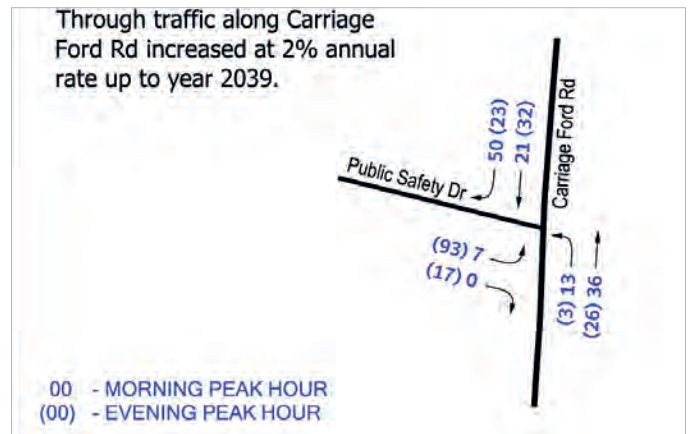 Through traffic along Carriage
Ford Rd increased at 2% annual
rate up to year 2039.
50 (23)
21 (32)
Carriage Ford Rd
Public Safety Dr
(93) 7
(17) 0
(3) 13
(26) 36
00 - MORNING PEAK HOUR
(00) - EVENING PEAK HOUR